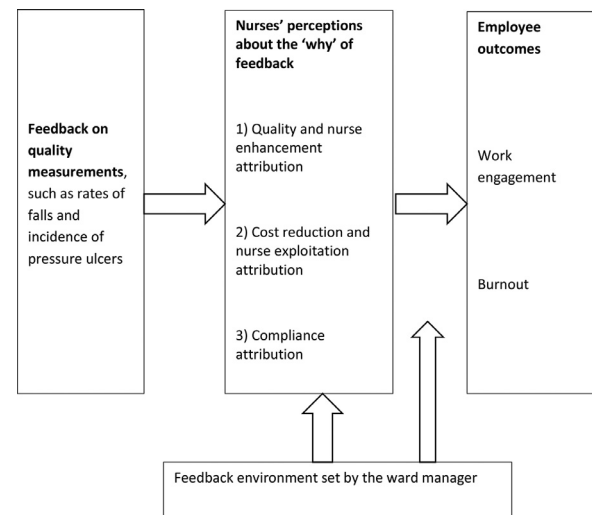 Feedback on
quality
measurements,
such as rates of
falls and
incidence of
pressure ulcers
Nurses’ perceptions
about the ‘why’ of
feedback
1) Quality and nurse
enhancement
attribution
2) Cost reduction and
nurse exploitation
attribution
3) Compliance
attribution
Employee
outcomes
Work
engagement
Burnout
Feedback environment set by the ward manager